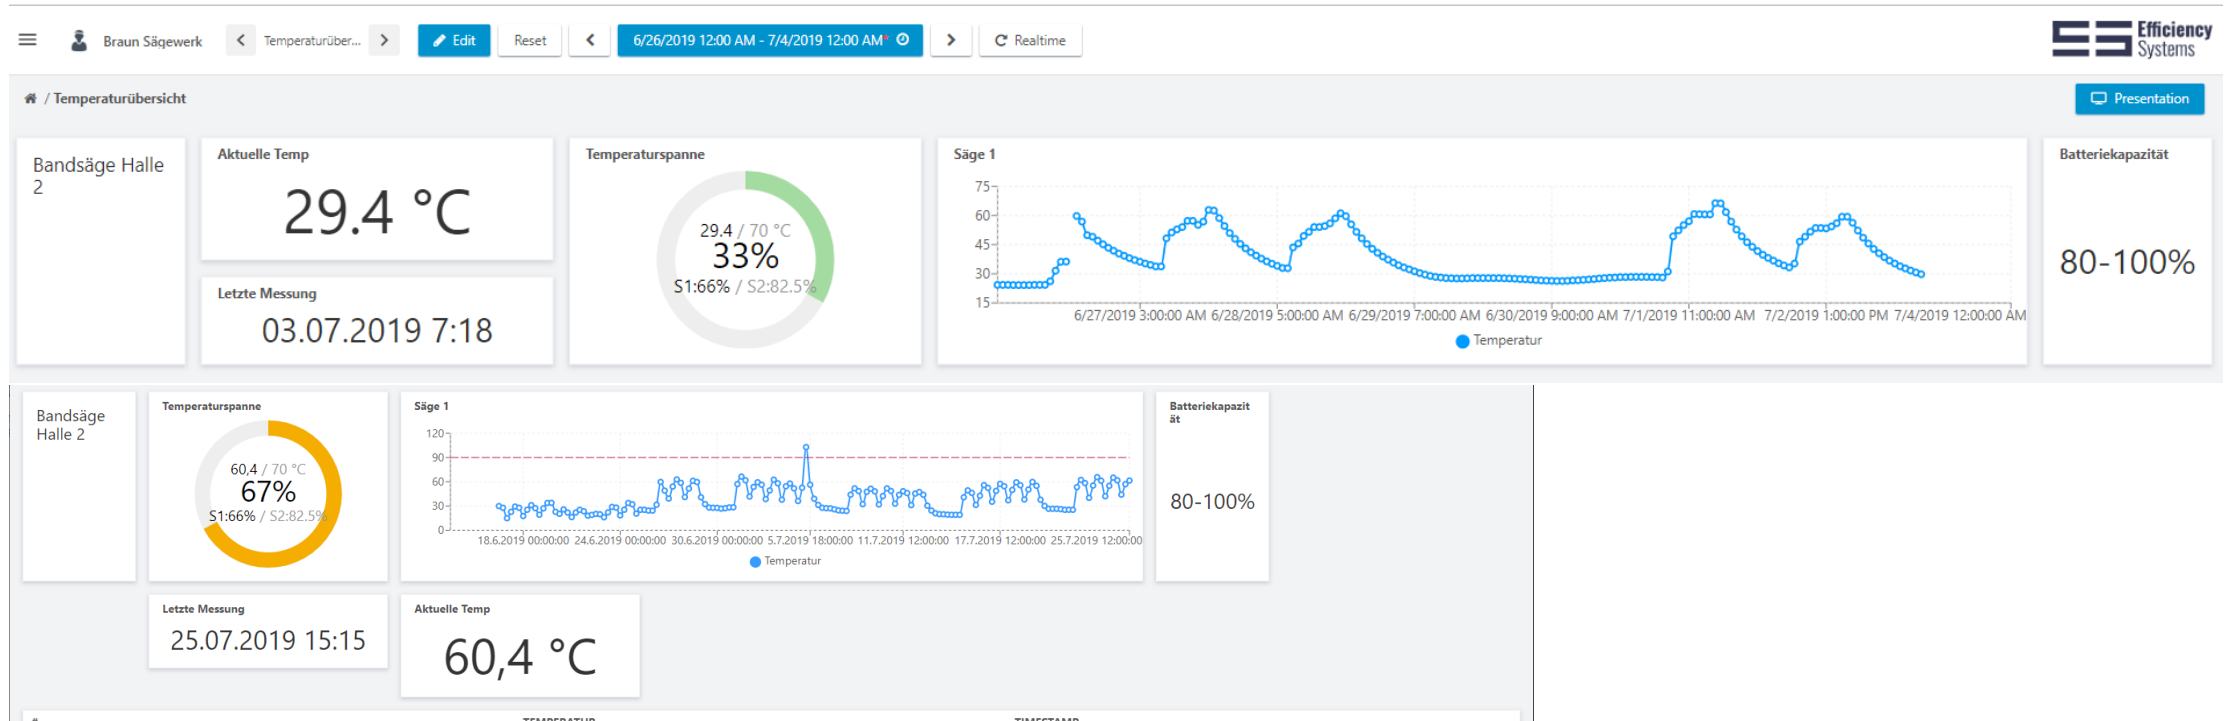 Braun Sägewerk
Temperaturüber...
Edit
Reset
6/26/2019 12:00 AM - 7/4/2019 12:00 AM*
Realtime
Efficiency
Systems
/ Temperaturübersicht
Presentation
Bandsäge Halle
2
Aktuelle Temp
29.4 °C
Letzte Messung
03.07.2019 7:18
Temperaturspanne
29.4 / 70 °C
33%
S1:66% / S2:82.5%
Säge 1
75
60
45
30
15
6/27/2019 3:00:00 AM 6/28/2019 5:00:00 AM 6/29/2019 7:00:00 AM 6/30/2019 9:00:00 AM 7/1/2019 11:00:00 AM 7/2/2019 1:00:00 PM 7/4/2019 12:00:00 AM
Temperatur
Batteriekapazität
80-100%
Bandsäge
Halle 2
Temperaturspanne
60,4 / 70 °C
67%
S1:66% / S2:82.5%
Säge 1
120
90
60
30
0
18.6.2019 00:00:00 24.6.2019 00:00:00 30.6.2019 00:00:00 5.7.2019 18:00:00 11.7.2019 12:00:00 17.7.2019 12:00:00 25.7.2019 12:00:00
Temperatur
Batteriekapazit
ät
80-100%
Letzte Messung
25.07.2019 15:15
Aktuelle Temp
60,4 °C
# TEMPERATUR TIMESTAMP